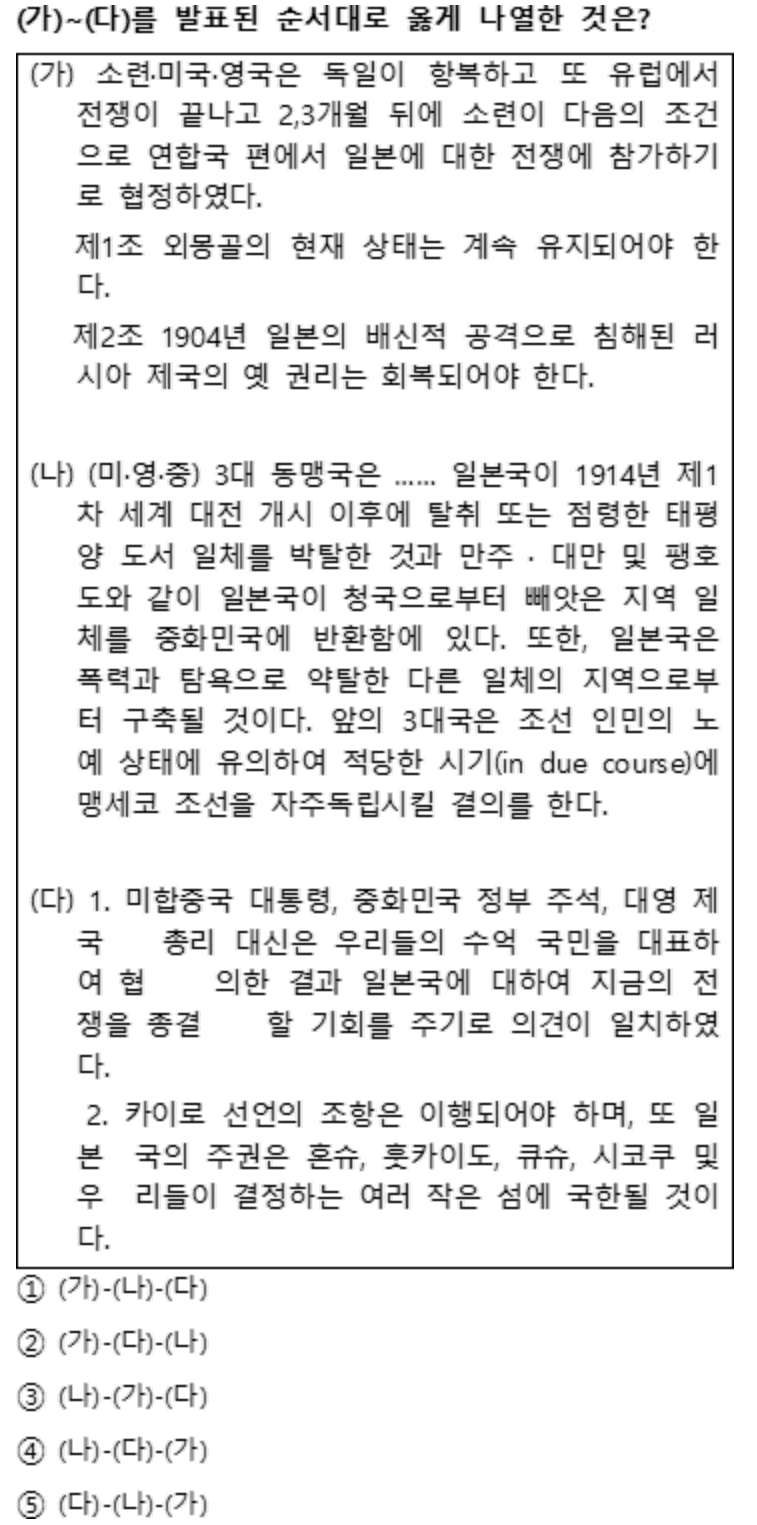 (가)~(다)를 발표된 순서대로 옳게 나열한 것은?
(가) 소련·미국·영국은 독일이 항복하고 또 유럽에서
전쟁이 끝나고 2,3개월 뒤에 소련이 다음의 조건
으로 연합국 편에서 일본에 대한 전쟁에 참가하기
로 협정하였다.
제1조 외몽골의 현재 상태는 계속 유지되어야 한
다.
제2조 1904년 일본의 배신적 공격으로 침해된 러
시아 제국의 옛 권리는 회복되어야 한다.
(나) (미·영·중) 3대 동맹국은 …… 일본국이 1914년 제1
차 세계 대전 개시 이후에 탈취 또는 점령한 태평
양 도서 일체를 박탈한 것과 만주 · 대만 및 팽호
도와 같이 일본국이 청국으로부터 빼앗은 지역 일
체를 중화민국에 반환함에 있다. 또한, 일본국은
폭력과 탐욕으로 약탈한 다른 일체의 지역으로부
터 구축될 것이다. 앞의 3대국은 조선 인민의 노
예 상태에 유의하여 적당한 시기(in due course)에
맹세코 조선을 자주독립시킬 결의를 한다.
(다) 1. 미합중국 대통령, 중화민국 정부 주석, 대영 제
국 총리 대신은 우리들의 수억 국민을 대표하
여 협 의한 결과 일본국에 대하여 지금의 전
쟁을 종결 할 기회를 주기로 의견이 일치하였
다.
2. 카이로 선언의 조항은 이행되어야 하며, 또 일
본 국의 주권은 혼슈, 홋카이도, 큐슈, 시코쿠 및
우 리들이 결정하는 여러 작은 섬에 국한될 것이
다.
① (가)-(나)-(다)
② (가)-(다)-(나)
③ (나)-(가)-(다)
④ (나)-(다)-(가)
⑤ (다)-(나)-(가)